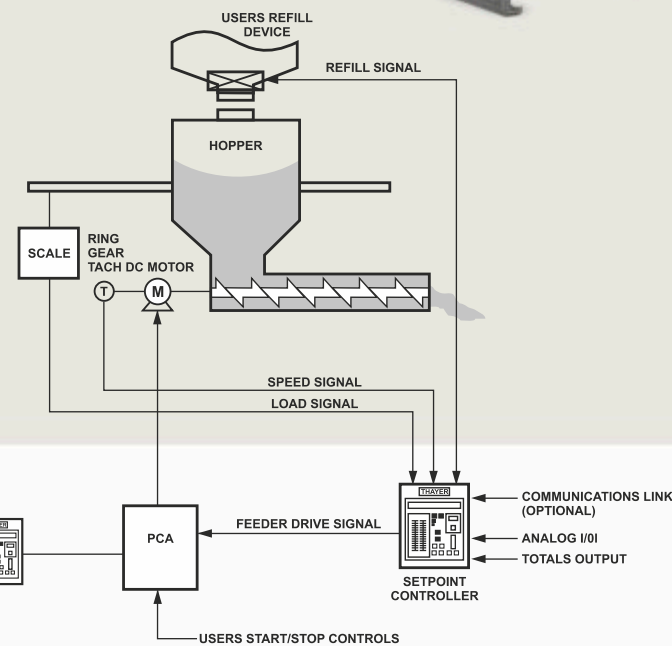 USERS REFILL
DEVICE
REFILL SIGNAL
HOPPER
SCALE
RING
GEAR
TACH DC MOTOR
T
M
SPEED SIGNAL
LOAD SIGNAL
THAYER
COMMUNICATIONS LINK
(OPTIONAL)
ANALOG I/0I
TOTALS OUTPUT
SETPOINT
CONTROLLER
FEEDER DRIVE SIGNAL
PCA
ER
USERS START/STOP CONTROLS